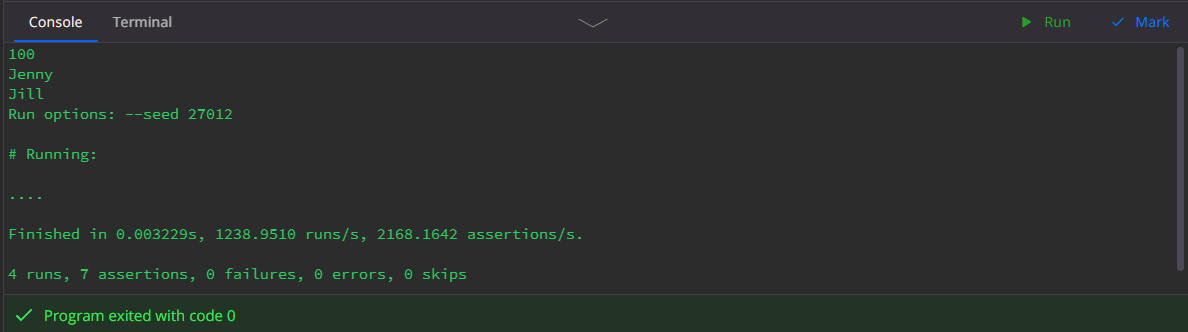 Console Terminal Run Mark
100
Jenny
Jill
Run options: --seed 27012
# Running:
....
Finished in 0.003229s, 1238.9510 runs/s, 2168.1642 assertions/s.
4 runs, 7 assertions, 0 failures, 0 errors, 0 skips
Program exited with code 0